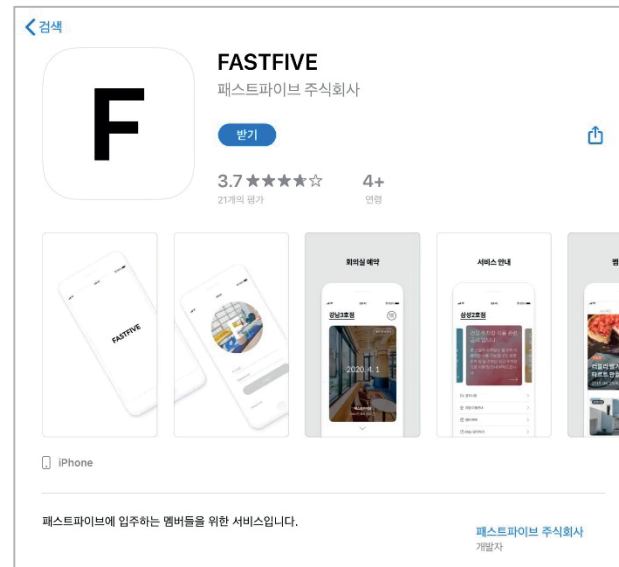 검색
F
FASTFIVE
패스트파이브 주식회사
받기
3.7 ★★★★☆ 4+
21개의 평가 연령
FASTFIVE
회의실 예약
강남3호점
2020. 4. 1
서비스 안내
삼성2호점
iPhone
패스트파이브에 입주하는 멤버들을 위한 서비스입니다.
패스트파이브 주식회사
개발자